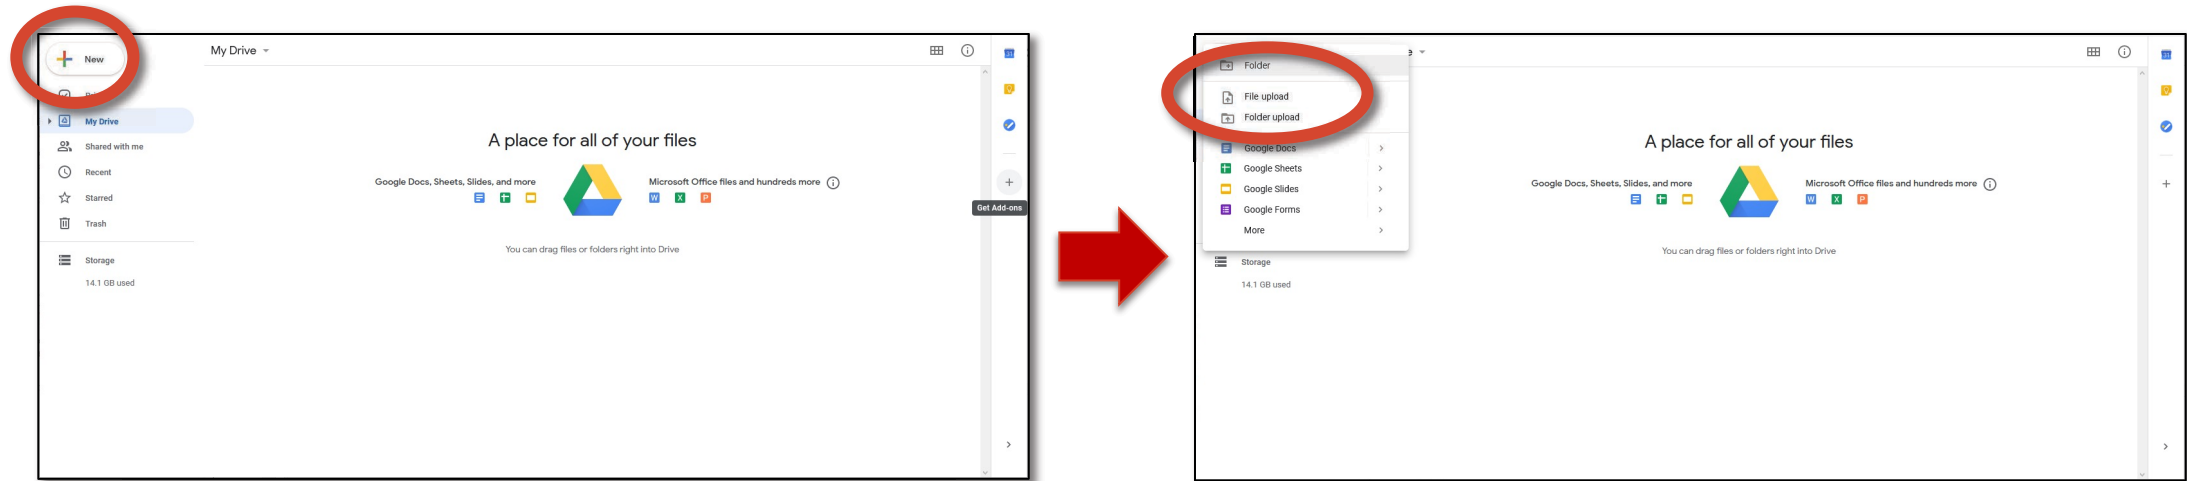 New
My Drive
My Drive
Shared with me
Recent
Starred
Trash
Storage
14.1 GB used
A place for all of your files
Google Docs, Sheets, Slides, and more
Microsoft Office files and hundreds more
W X P
You can drag files or folders right into Drive
31
Get Add-ons
Folder
File upload
Folder upload
Google Docs
Google Sheets
Google Slides
Google Forms
More
Storage
14.1 GB used
e
A place for all of your files
Google Docs, Sheets, Slides, and more
Microsoft Office files and hundreds more
W X P
You can drag files or folders right into Drive
31